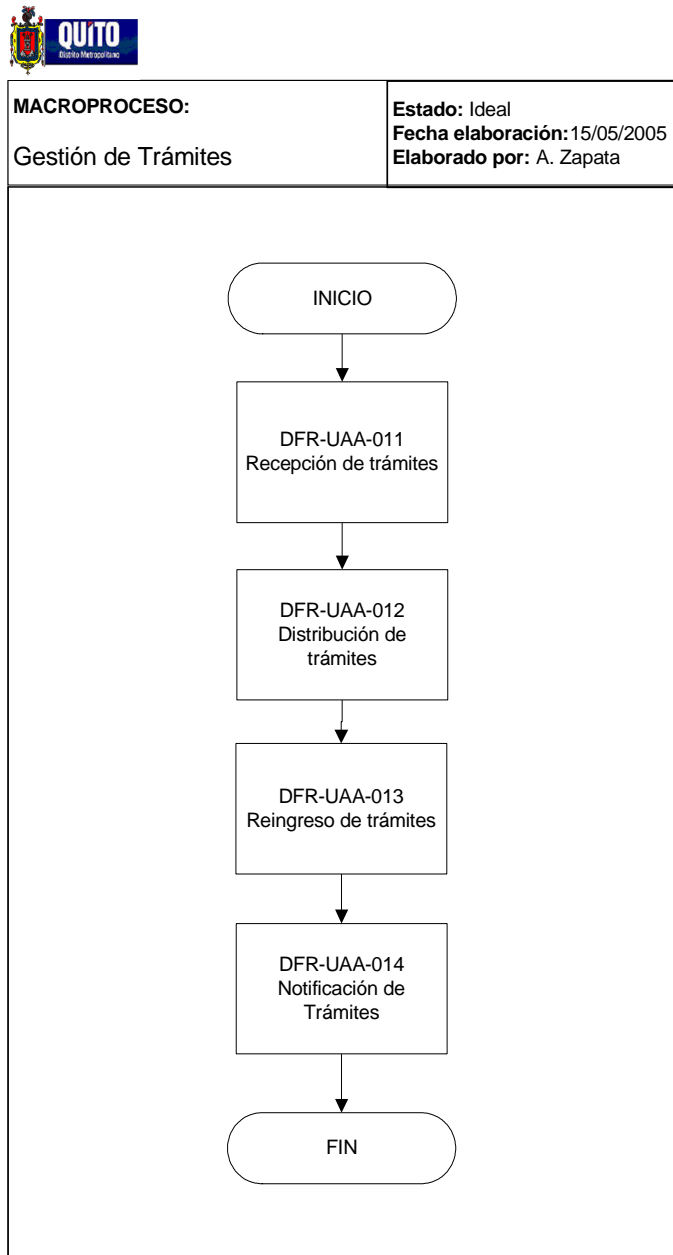 QUITO
Distrito Metropolitano
MACROPROCESO:
Gestión de Trámites
Estado: Ideal
Fecha elaboración:15/05/2005
Elaborado por: A. Zapata
INICIO
DFR-UAA-011
Recepción de trámites
DFR-UAA-012
Distribución de
trámites
DFR-UAA-013
Reingreso de trámites
DFR-UAA-014
Notificación de
Trámites
FIN